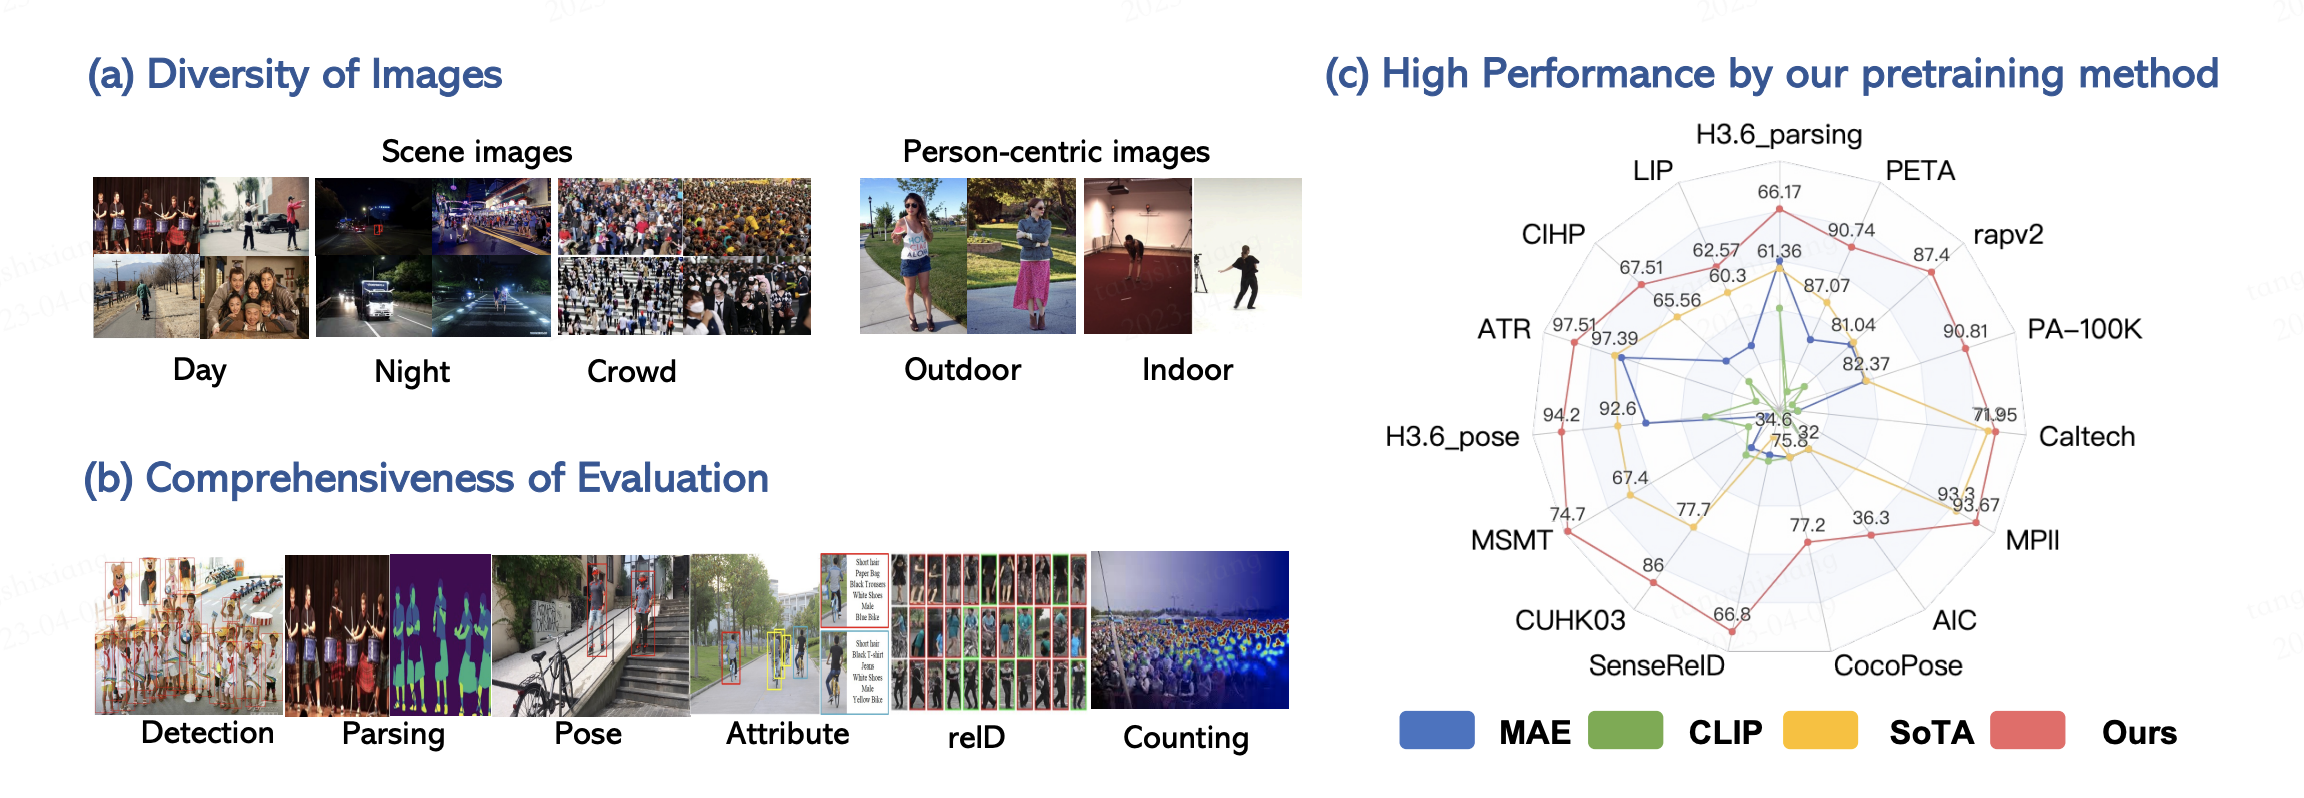 (a) Diversity of Images
Scene images
Person-centric images
Day
Night
Crowd
Outdoor
Indoor
(b) Comprehensiveness of Evaluation
Short hair
Paper Bag
Black Trousers
White Shoes
Male
Blue Bike
Short hair
Black T-shirt
Jeans
White Shoes
Male
Yellow Bike
Detection
Parsing
Pose
Attribute
reID
Counting
(c) High Performance by our pretraining method
H3.6_parsing
PETA
rapv2
PA-100K
Caltech
MPII
AIC
CocoPose
SenseReID
CUHK03
MSMT
H3.6_pose
ATR
CIHP
LIP
66.17
90.74
87.4
90.81
71.95
93.67
36.3
77.2
66.8
86
74.7
94.2
97.51
67.51
62.57
61.36
87.07
81.04
82.37
93.3
32
75.8
34.6
77.7
67.4
92.6
97.39
65.56
60.3
MAE
CLIP
SoTA
Ours